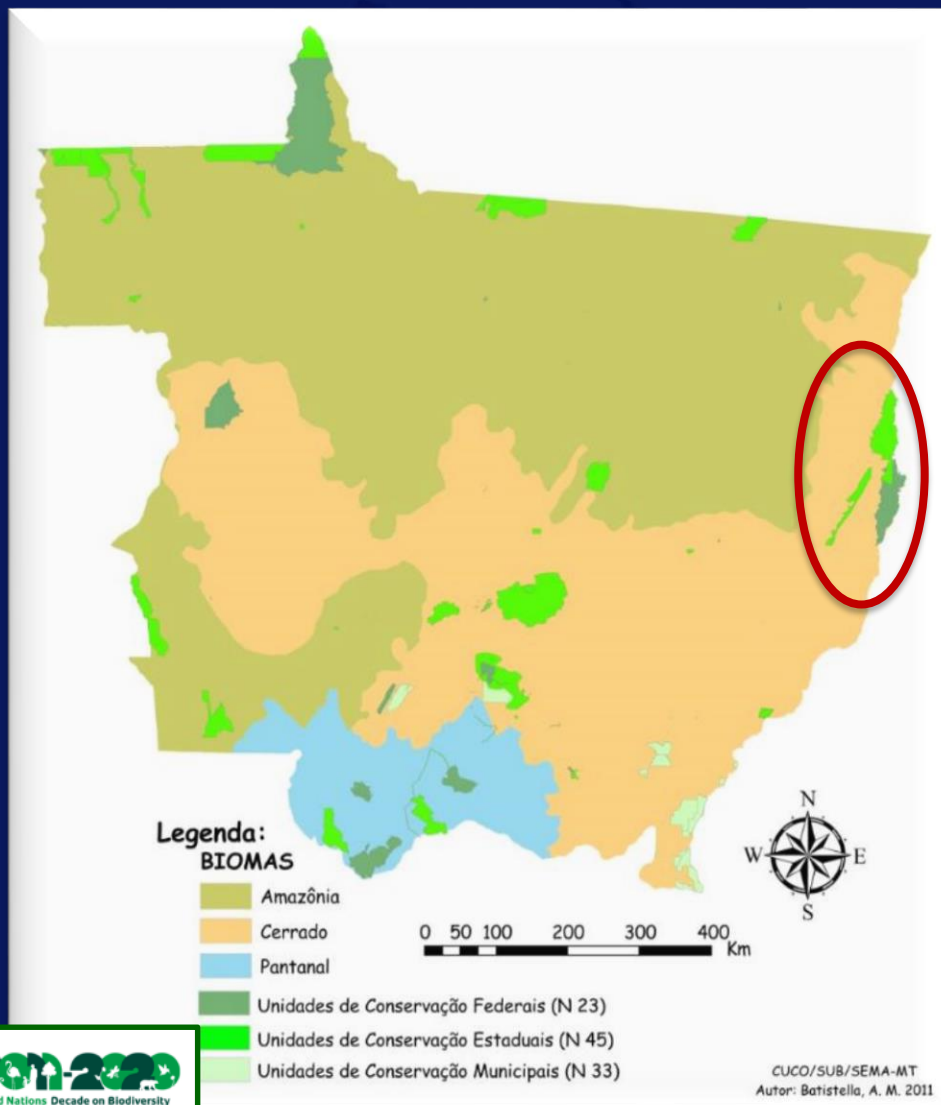 N
W E
S
Legenda:
BIOMAS
Amazônia
Cerrado
Pantanal
Unidades de Conservação Federais (N 23)
Unidades de Conservação Estaduais (N 45)
Unidades de Conservação Municipais (N 33)
0 50 100 200 300 400
Km
Nations Decade on Biodiversity
CUCO/SUB/SEMA-MT
Autor: Batistella, A. M. 2011